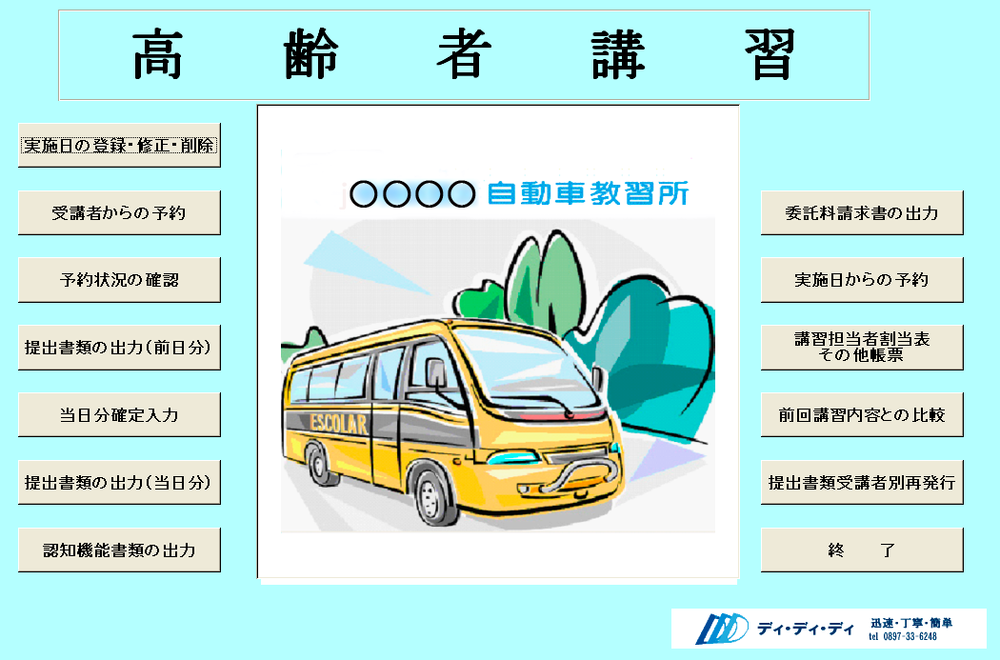 高齢者講習
実施日の登録・修正・削除
受講者からの予約
予約状況の確認
提出書類の出力(前日分)
当日分確定入力
提出書類の出力(当日分)
認知機能書類の出力
〇〇〇〇 自動車教習所
ESCOLAR
委託料請求書の出力
実施日からの予約
講習担当者割当表
その他帳票
前回講習内容との比較
提出書類受講者別再発行
終 了
ディ・ディ・ディ
迅速・丁寧・簡単
tel 0897-33-6248